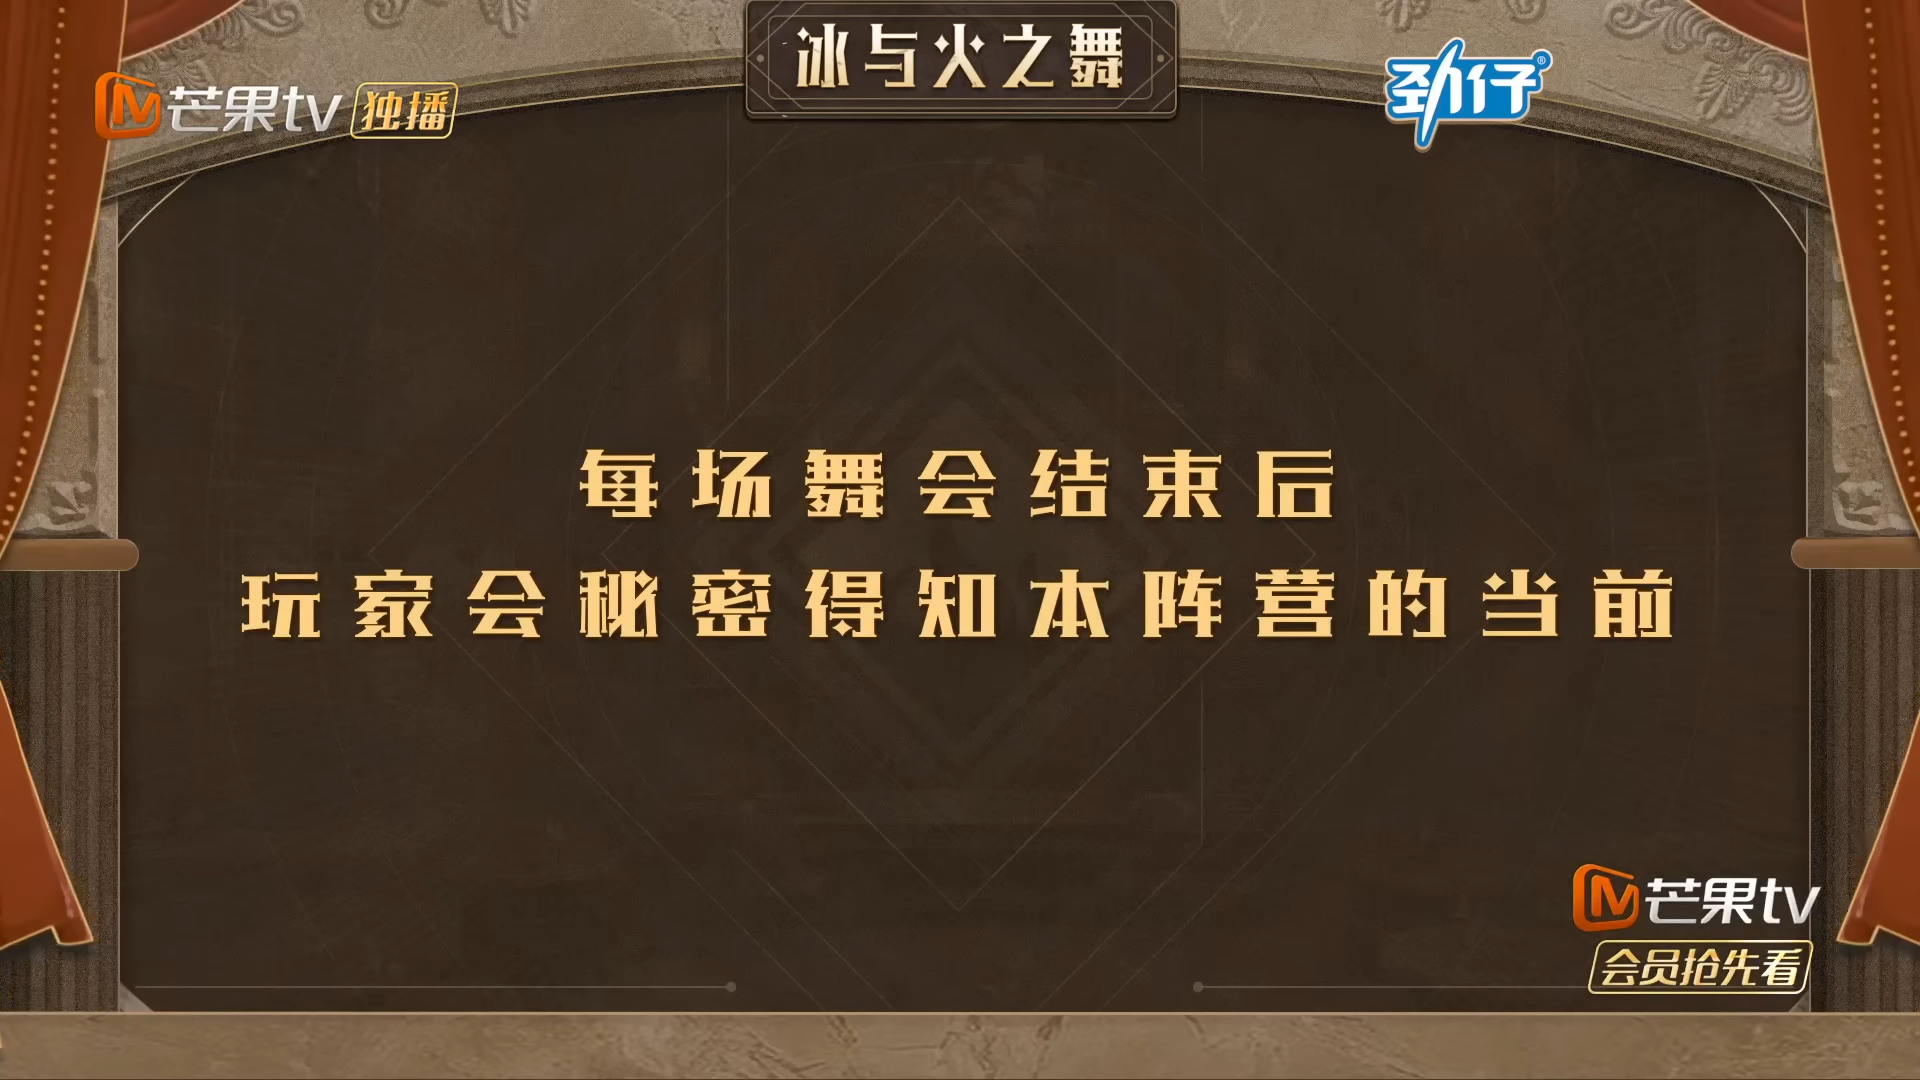 冰与火之舞
芒果tv 独播
劲仔®
每场舞会结束后
玩家会秘密得知本阵营的当前
芒果tv
会员抢先看